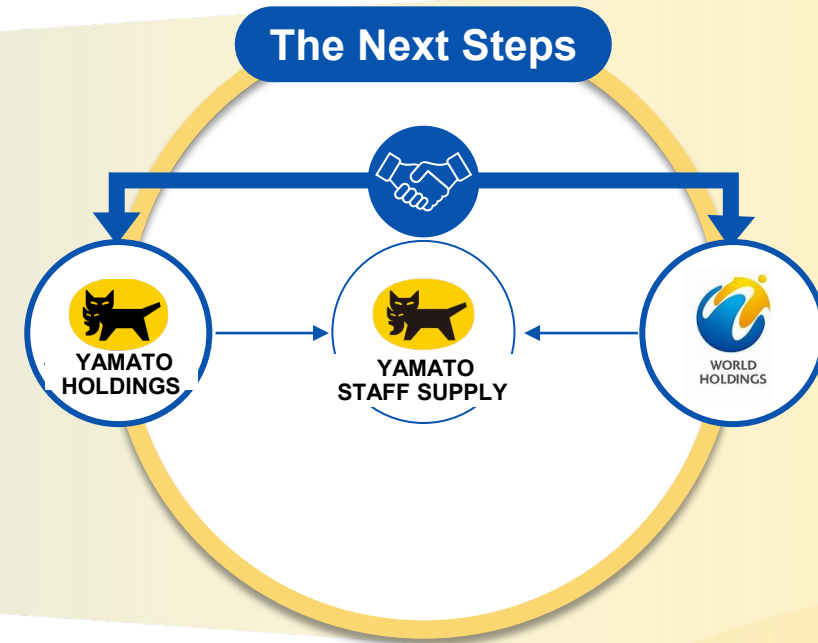 The Next Steps
YAMATO
HOLDINGS
YAMATO
STAFF SUPPLY
WORLD
HOLDINGS